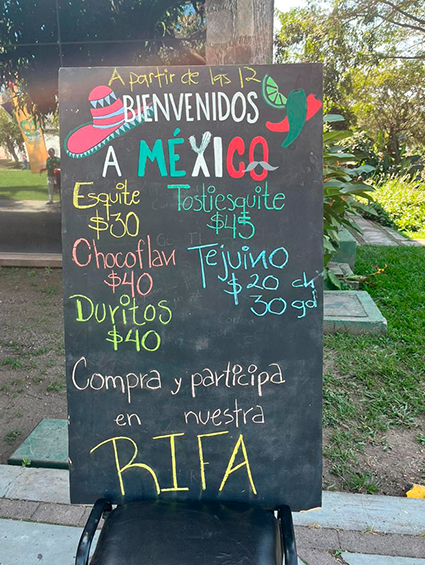 A partir de las 12
BIENVENIDOS
A MÉXICO
Esquite
$30
Tostiesquite
$45
Chocoflan
$40
Tejuino
$20 ch
30 gd
Duritos
$40
Compra y participa
en nuestra
RIFA